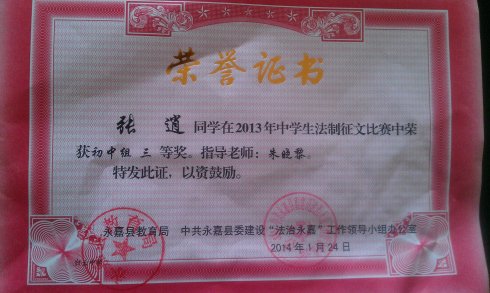 荣誉证书
张逍 同学在2013年中学生法制征文比赛中荣
获初中组 三 等奖。指导老师：朱晓黎。
特发此证，以资鼓励。
永嘉县教育局 中共永嘉县委建设“法治永嘉”工作领导小组办公室
2014年1月24日